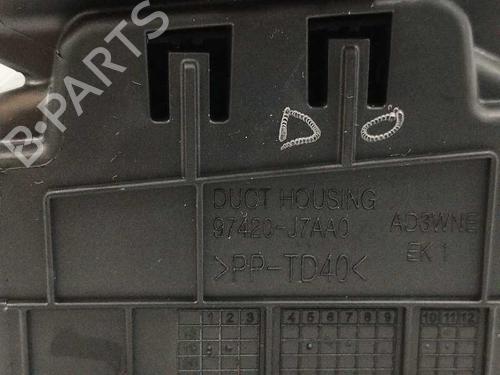 B-PARTS
D O
DUCT HOUSING
97420-J7AA0 AD3WNE
EK 1
>PP-TD40<
1 2 3 4 5 6 7 8 9 10 11 12